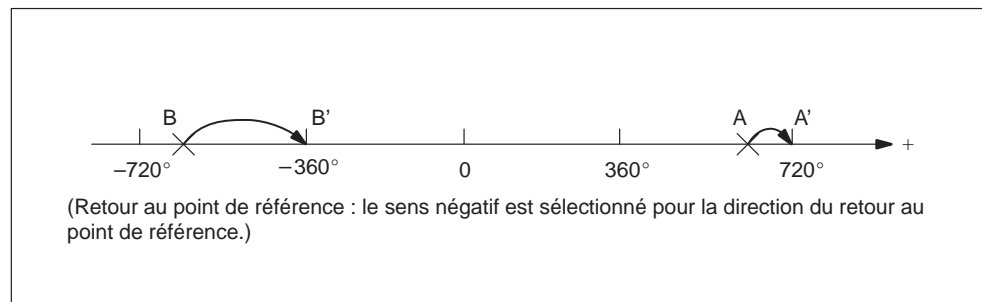 B B' A A'
+
–720° –360° 0 360° 720°
(Retour au point de référence : le sens négatif est sélectionné pour la direction du retour au
point de référence.)